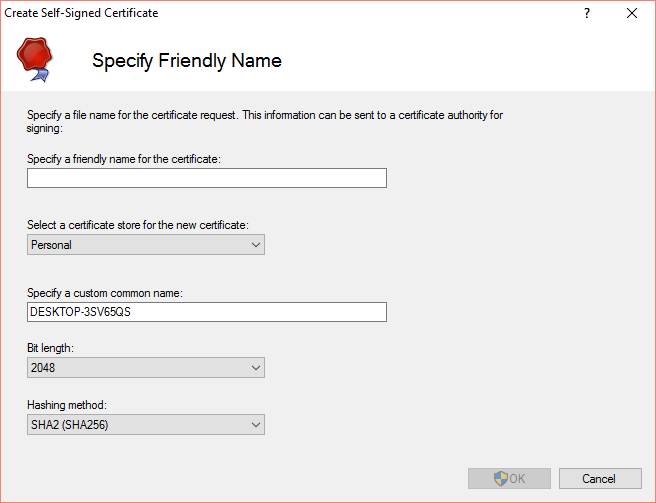 Create Self-Signed Certificate
?
Specify Friendly Name
Specify a file name for the certificate request. This information can be sent to a certificate authority for
signing:
Specify a friendly name for the certificate:
Select a certificate store for the new certificate:
Personal
Specify a custom common name:
DESKTOP-3SV65QS
Bit length:
2048
Hashing method:
SHA2 (SHA256)
OK Cancel